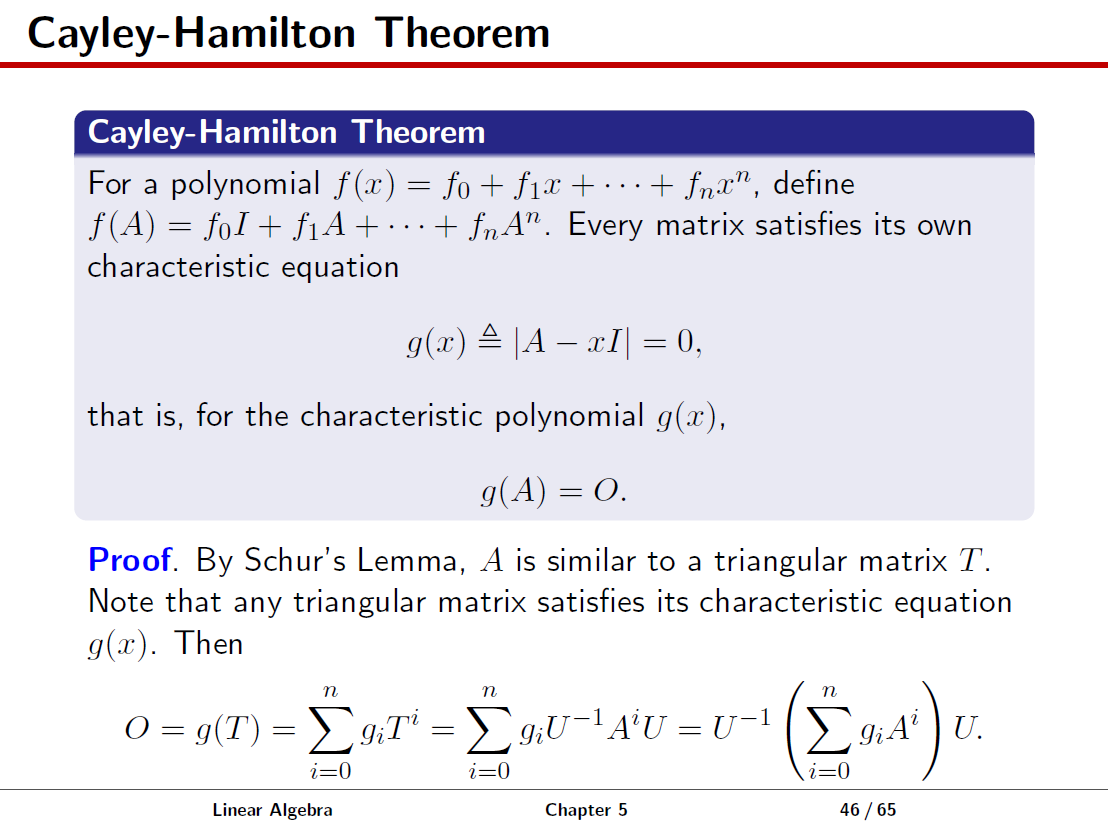 Cayley-Hamilton Theorem
Cayley-Hamilton Theorem
For a polynomial f(x) = f₀ + f₁x + ··· + fₙxⁿ, define
f(A) = f₀I + f₁A + ··· + fₙAⁿ. Every matrix satisfies its own
characteristic equation
g(x) ≜ |A − xI| = 0,
that is, for the characteristic polynomial g(x),
g(A) = O.
Proof. By Schur's Lemma, A is similar to a triangular matrix T.
Note that any triangular matrix satisfies its characteristic equation
g(x). Then
O = g(T) = ∑ᵢ₌₀ⁿ gᵢTⁱ = ∑ᵢ₌₀ⁿ gᵢU⁻¹AⁱU = U⁻¹ (∑ᵢ₌₀ⁿ gᵢAⁱ) U.
Linear Algebra Chapter 5 46 / 65